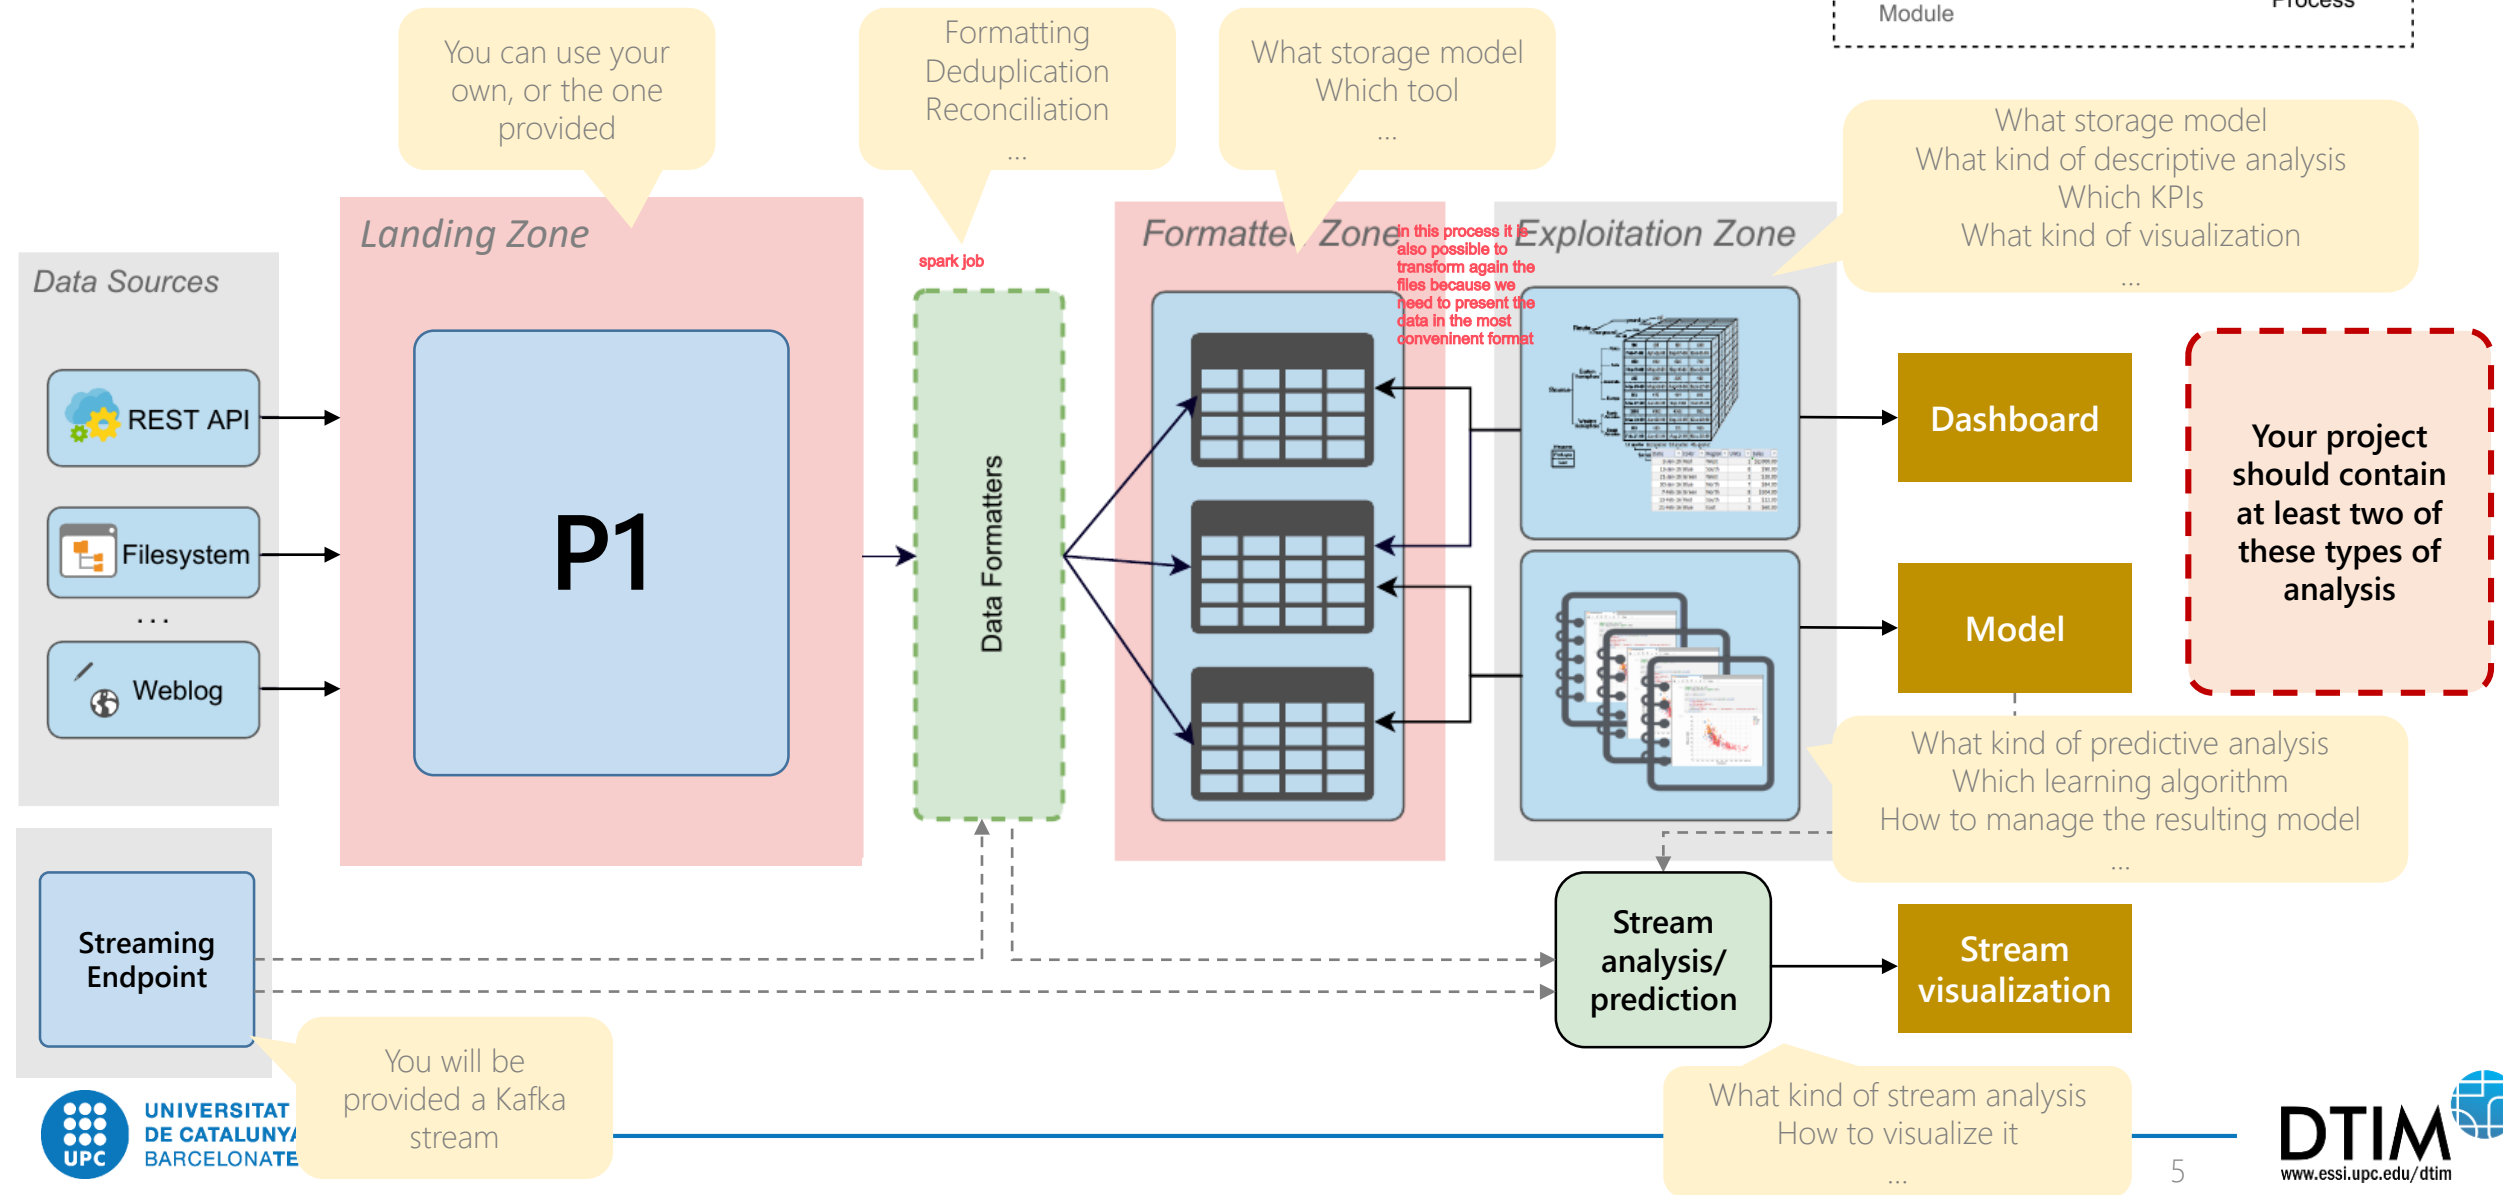 Module
Process
You can use your
own, or the one
provided
Formatting
Deduplication
Reconciliation
...
What storage model
Which tool
...
What storage model
What kind of descriptive analysis
Which KPIs
What kind of visualization
...
Data Sources
REST API
Filesystem
...
Weblog
Landing Zone
P1
spark job
Data Formatters
Formatted Zone
in this process it is
also possible to
transform again the
files because we
need to present the
data in the most
conveninent format
Exploitation Zone
Dashboard
Model
Your project
should contain
at least two of
these types of
analysis
What kind of predictive analysis
Which learning algorithm
How to manage the resulting model
...
Streaming
Endpoint
Stream
analysis/
prediction
Stream
visualization
You will be
provided a Kafka
stream
What kind of stream analysis
How to visualize it
...
UPC
UNIVERSITAT
DE CATALUNYA
BARCELONATE
5
DTIM
www.essi.upc.edu/dtim